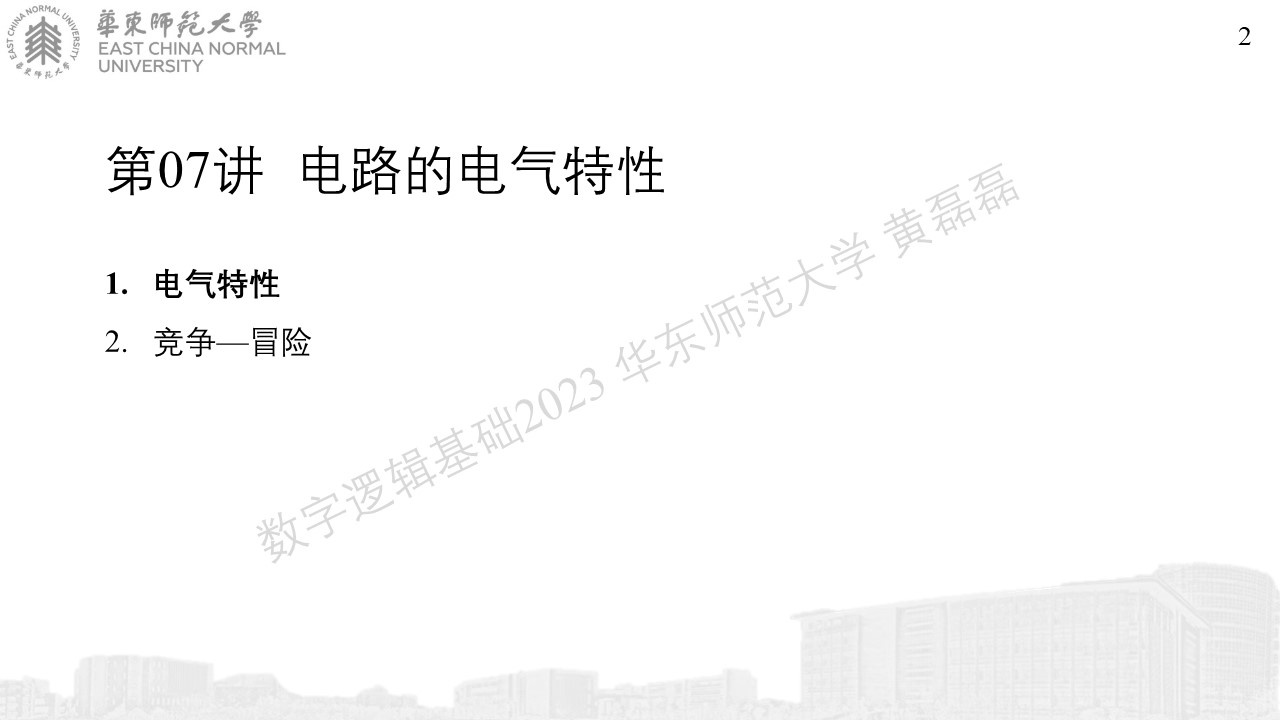 華東師範大學
EAST CHINA NORMAL
UNIVERSITY
EAST CHINA NORMAL UNIVERSITY
華東师范大学
2
第07讲 电路的电气特性
1. 电气特性
2. 竞争—冒险
数字逻辑基础2023 华东师范大学 黄磊磊